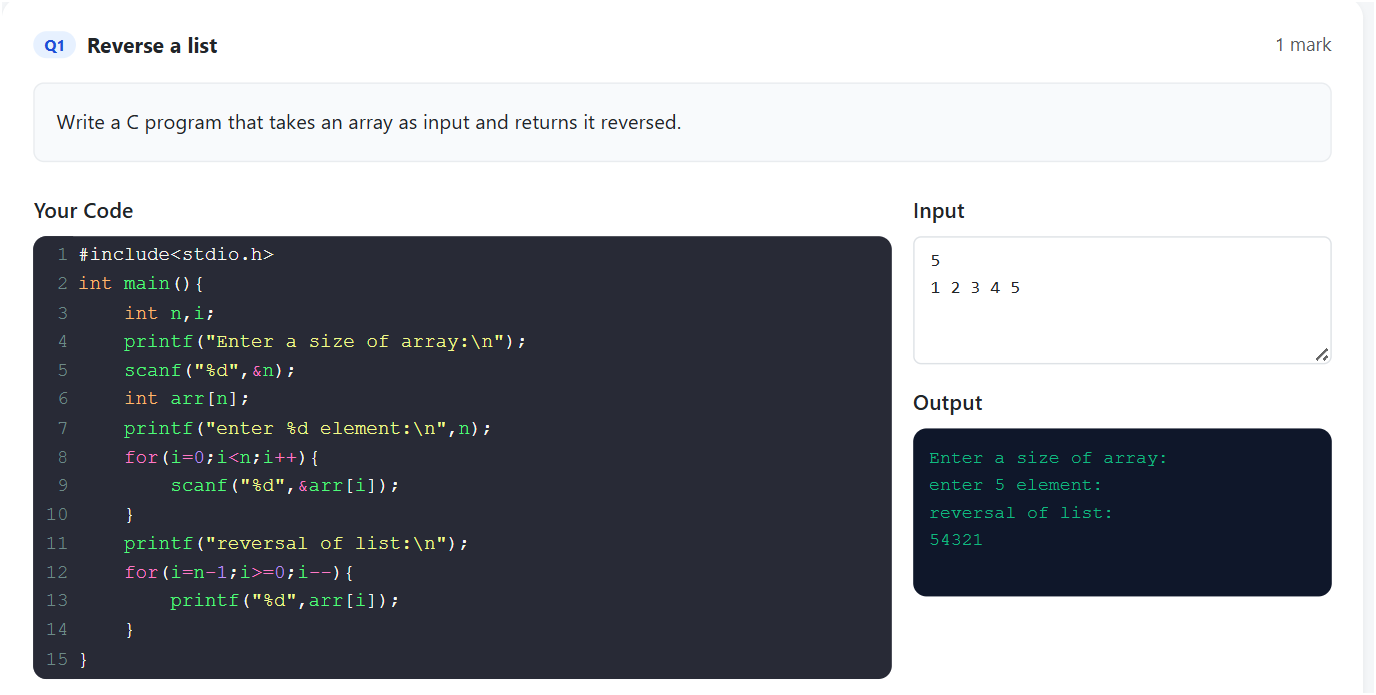 Q1 Reverse a list 1 mark
Write a C program that takes an array as input and returns it reversed.
Your Code
1 #include<stdio.h>
2 int main(){
3     int n,i;
4     printf("Enter a size of array:\n");
5     scanf("%d",&n);
6     int arr[n];
7     printf("enter %d element:\n",n);
8     for(i=0;i<n;i++){
9         scanf("%d",&arr[i]);
10     }
11     printf("reversal of list:\n");
12     for(i=n-1;i>=0;i--){
13         printf("%d",arr[i]);
14     }
15 }
Input
5
1 2 3 4 5
Output
Enter a size of array:
enter 5 element:
reversal of list:
54321